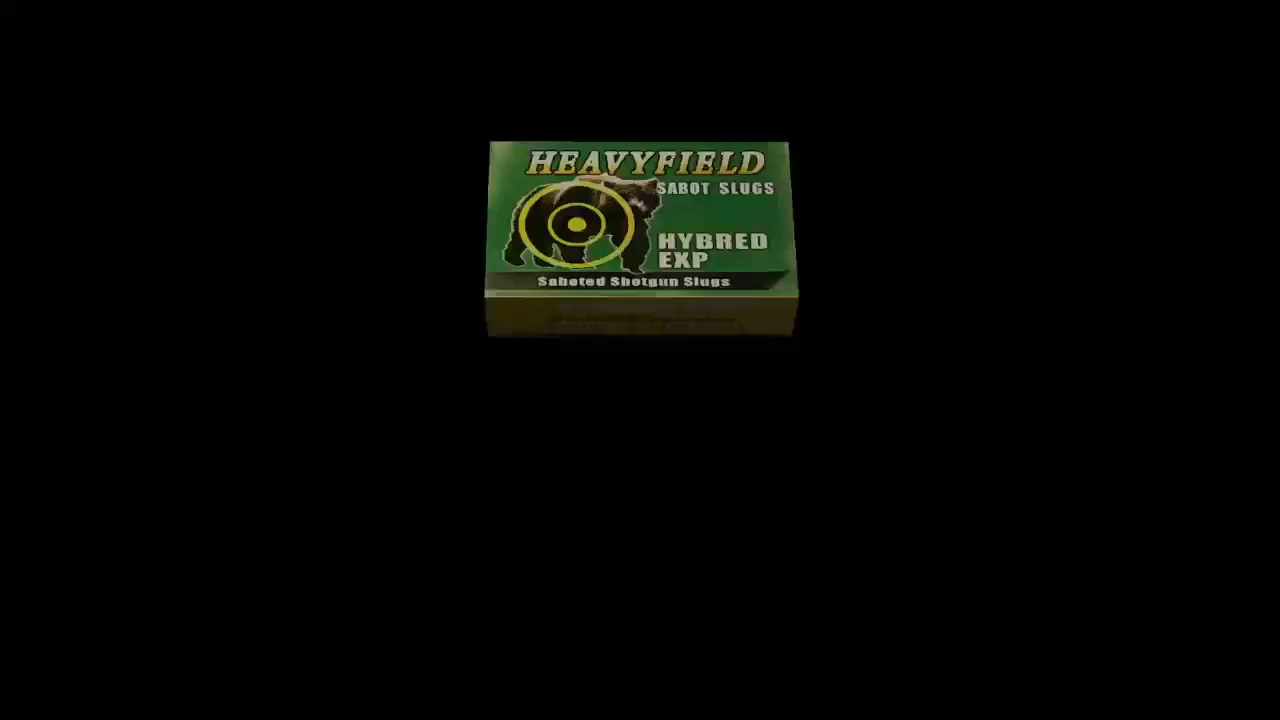 HEAVYFIELD
SABOT SLUGS
HYBRED
EXP
Saboted Shotgun Slugs